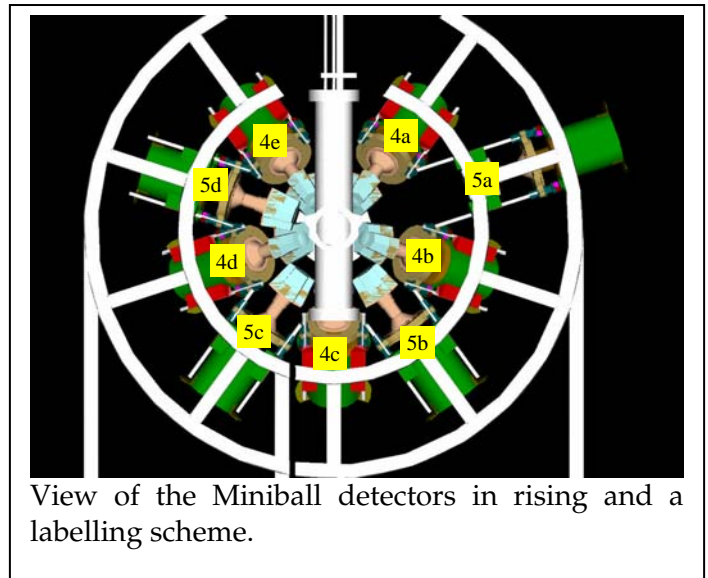 4e
4a
5d
5a
4d
4b
5c
4c
5b
View of the Miniball detectors in rising and a
labelling scheme.